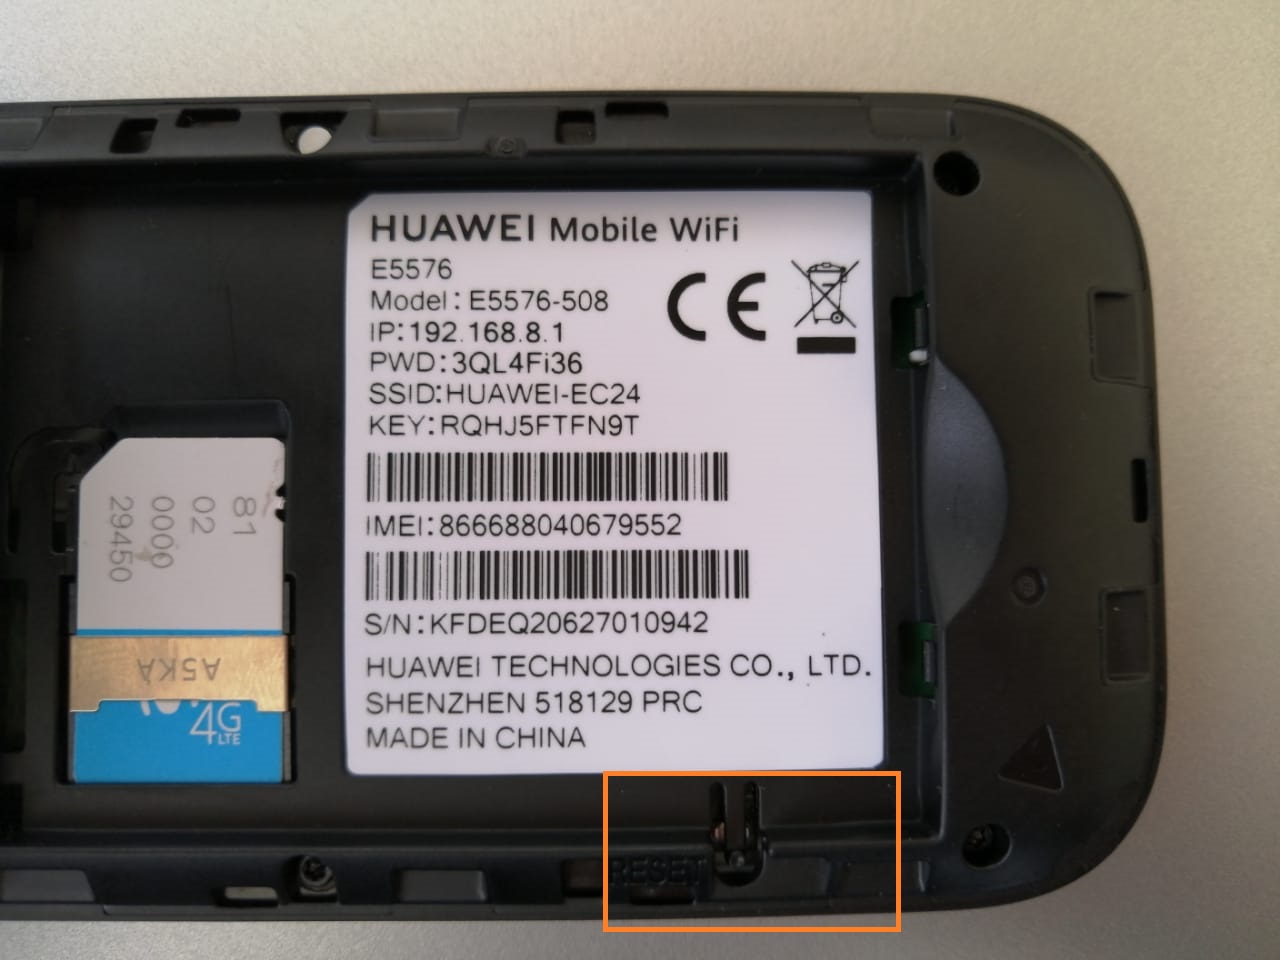 HUAWEI Mobile WiFi
E5576
Model: E5576-508
IP:192.168.8.1
PWD:3QL4Fi36
SSID:HUAWEI-EC24
KEY:RQHJ5FTFN9T
IMEI:866688040679552
S/N:KFDEQ20627010942
HUAWEI TECHNOLOGIES CO., LTD.
SHENZHEN 518129 PRC
MADE IN CHINA
81
02
0000
29450
A5KA
4G
LTE
RESET